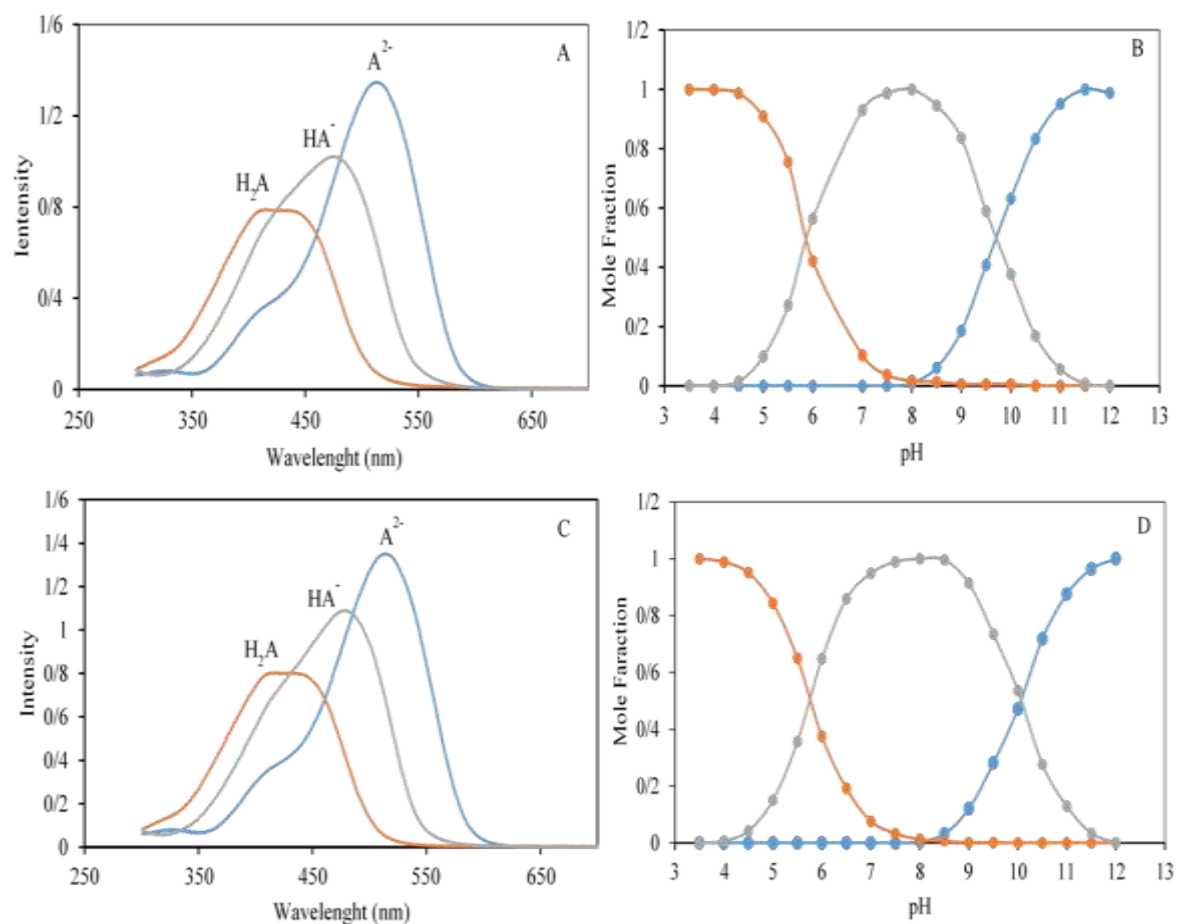 1/6
1/2
0/8
0/4
0
250
350
450
550
650
Ientensity
Wavelenght (nm)
A
H2A
HA-
A2-
1/2
1
0/8
0/6
0/4
0/2
0
3 4 5 6 7 8 9 10 11 12 13
Mole Fraction
pH
B
1/6
1/4
1/2
1
0/8
0/6
0/4
0/2
0
250
350
450
550
650
Intensity
Wavelenght (nm)
C
H2A
HA-
A2-
1/2
1
0/8
0/6
0/4
0/2
0
3 4 5 6 7 8 9 10 11 12 13
Mole Faraction
pH
D